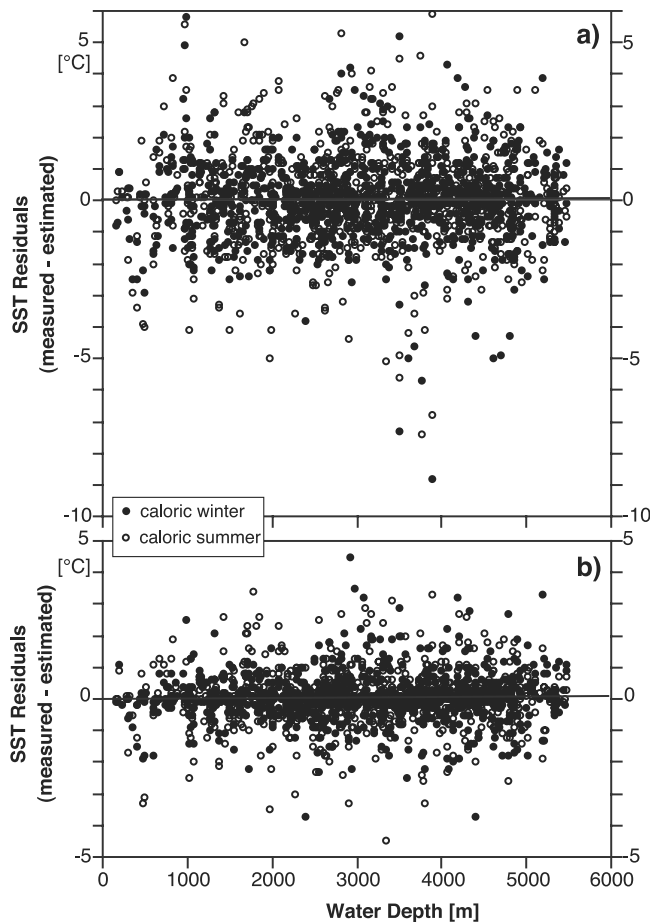 5
[°C]
0
-5
-10
SST Residuals
(measured - estimated)
a)
5
0
-5
-10
caloric winter
caloric summer
5
[°C]
0
-5
SST Residuals
(measured - estimated)
b)
5
0
-5
0 1000 2000 3000 4000 5000 6000
Water Depth [m]